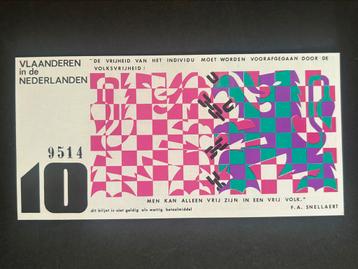 VLAANDEREN
in de
NEDERLANDEN
"DE VRIJHEID VAN HET INDIVIDU MOET WORDEN VOORAFGEGAAN DOOR DE
VOLKSVRIJHEID!
9514
10
MEN KAN ALLEEN VRIJ ZIJN IN EEN VRIJ VOLK."
dit biljet is niet geldig als wettig betaalmiddel
F.A. SNELLAERT